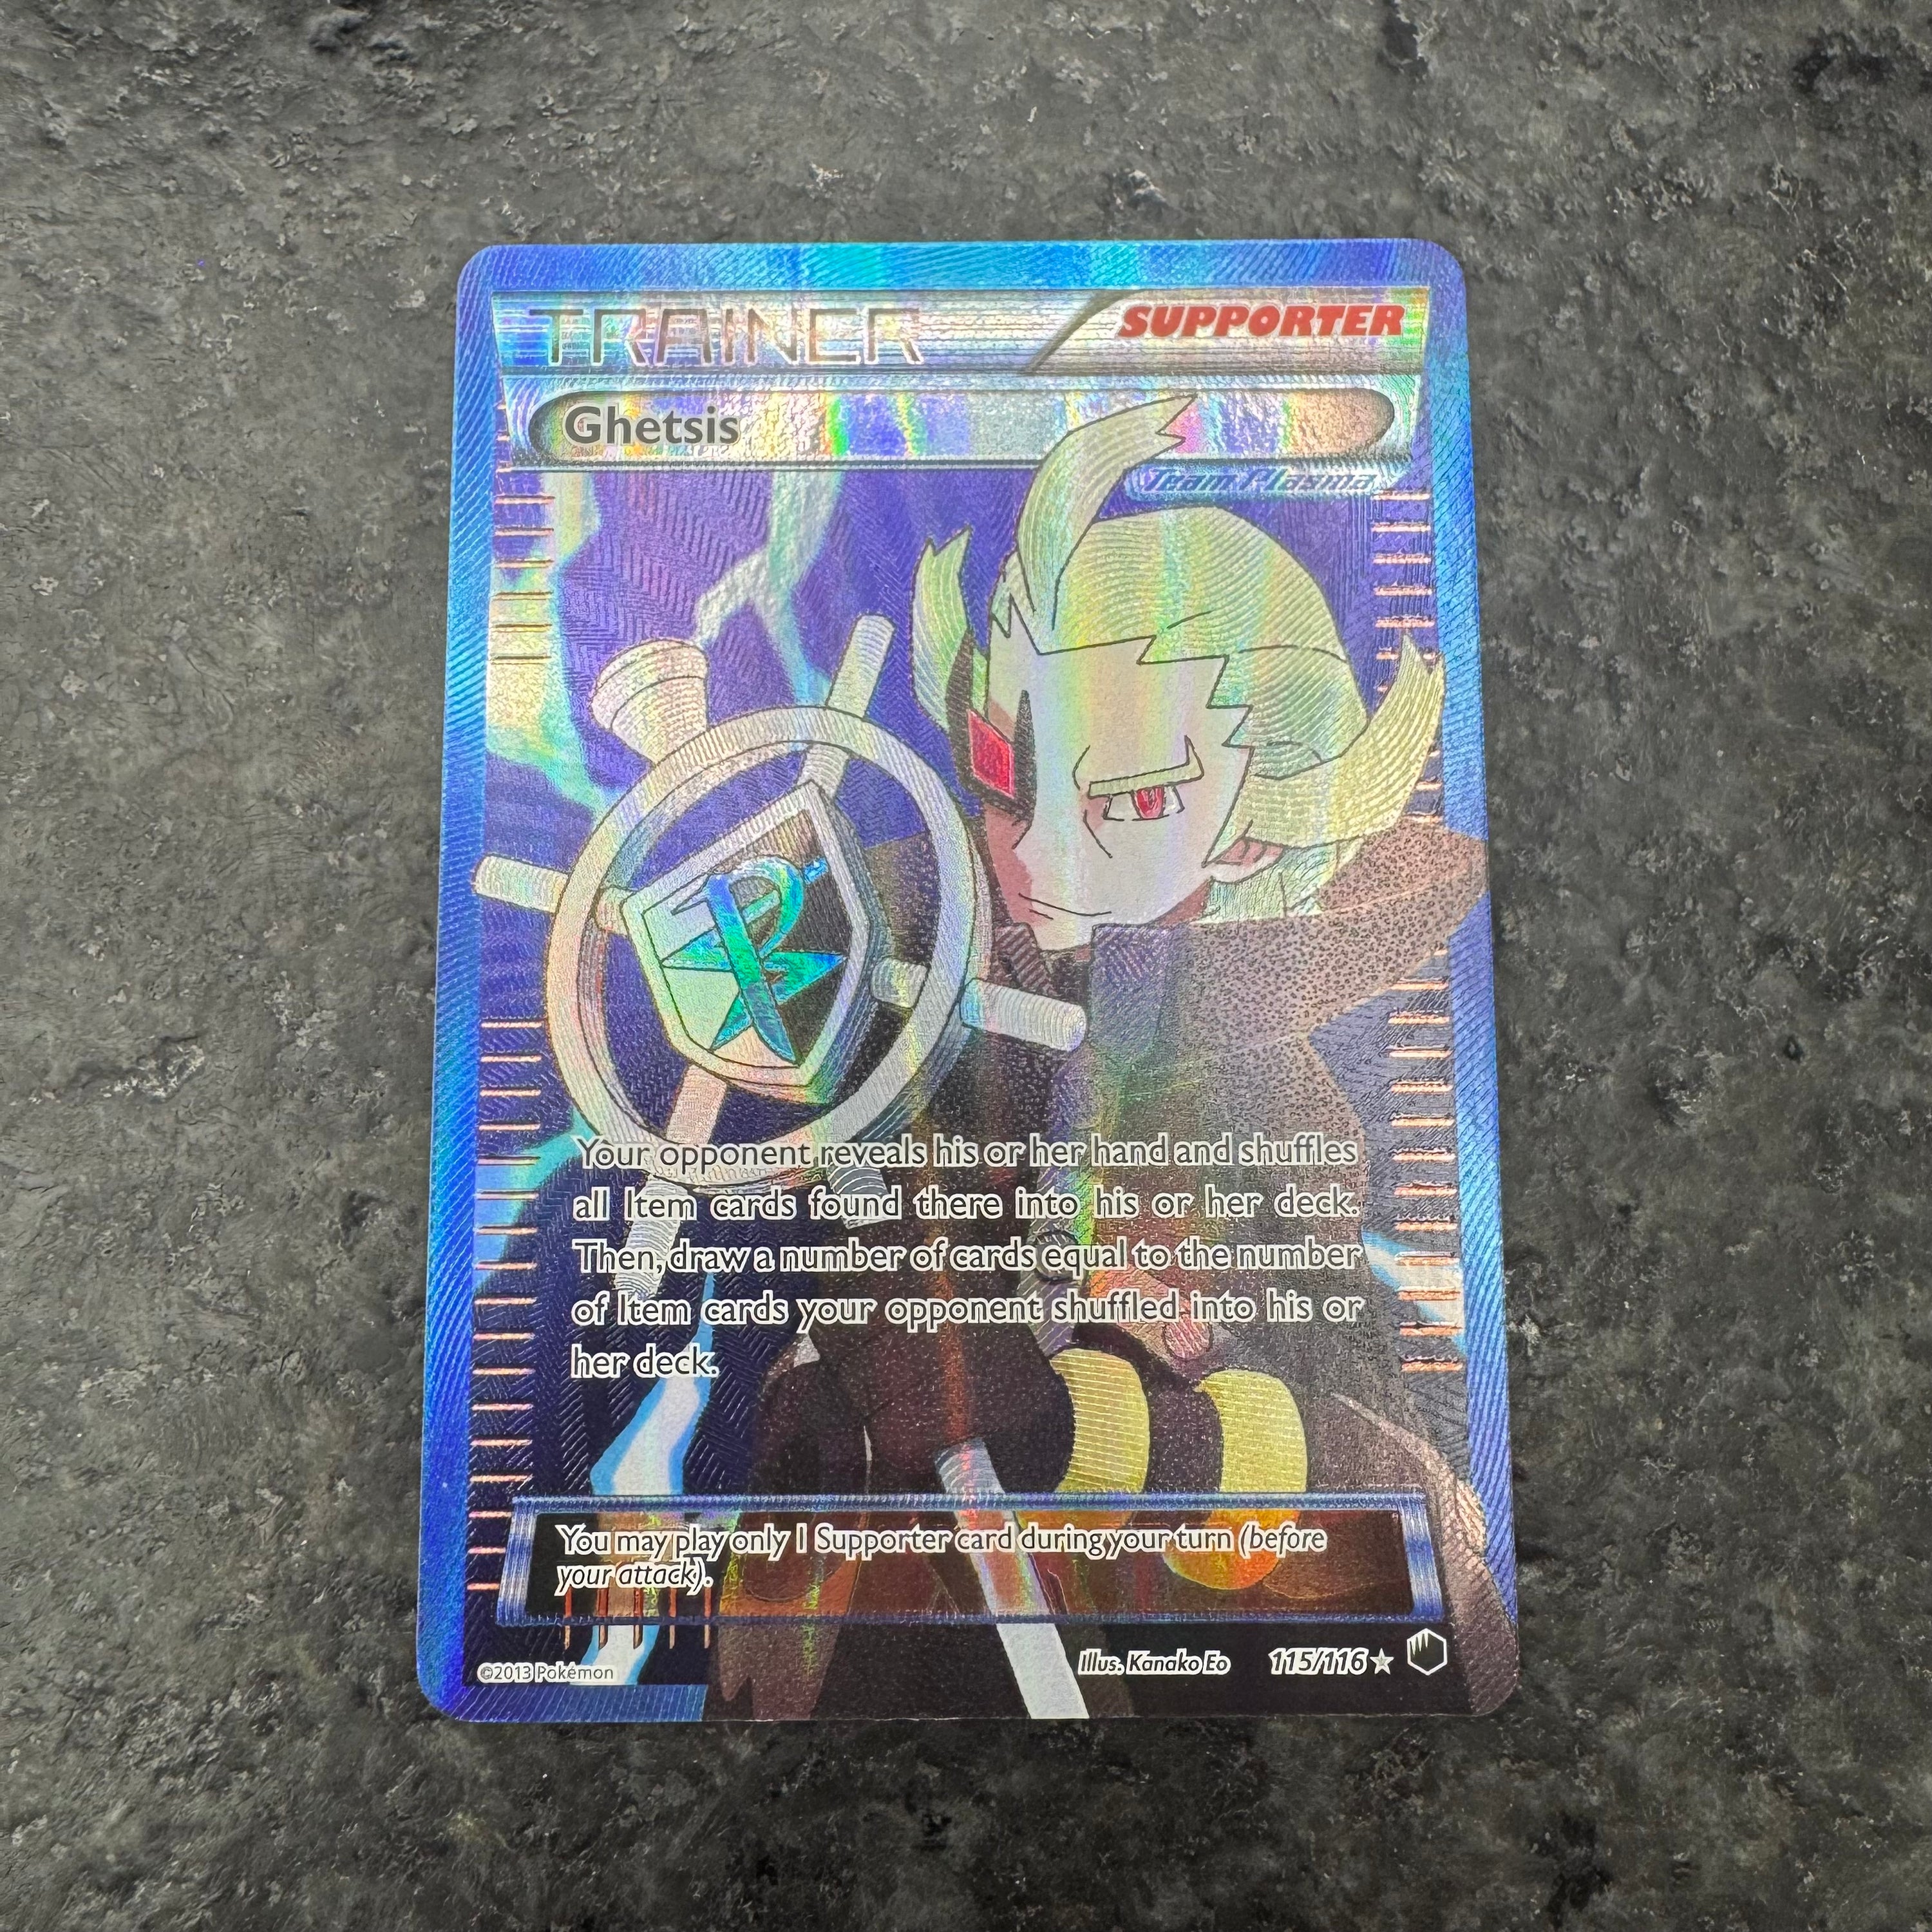 TRAINER SUPPORTER
Ghetsis
Team Plasma
Your opponent reveals his or her hand and shuffles
all Item cards found there into his or her deck.
Then, draw a number of cards equal to the number
of Item cards your opponent shuffled into his or
her deck.
You may play only 1 Supporter card during your turn (before
your attack).
©2013 Pokémon Illus. Kanako Eo 115/116★